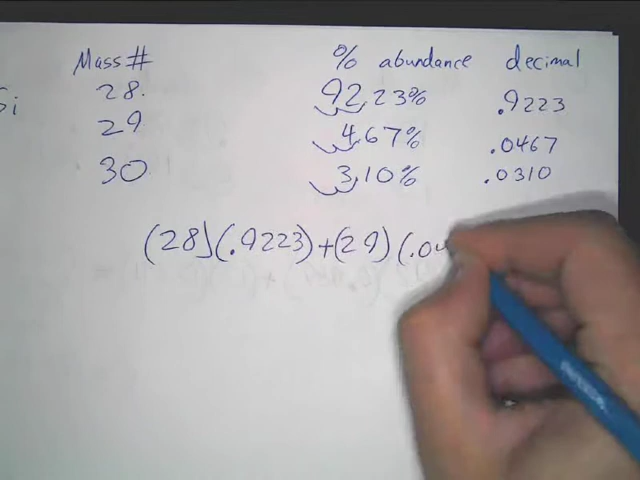 Mass # % abundance decimal
Si 28. 92.23% .9223
29 4.67% .0467
30 3.10% .0310
(28)(.9223)+(29)(.04